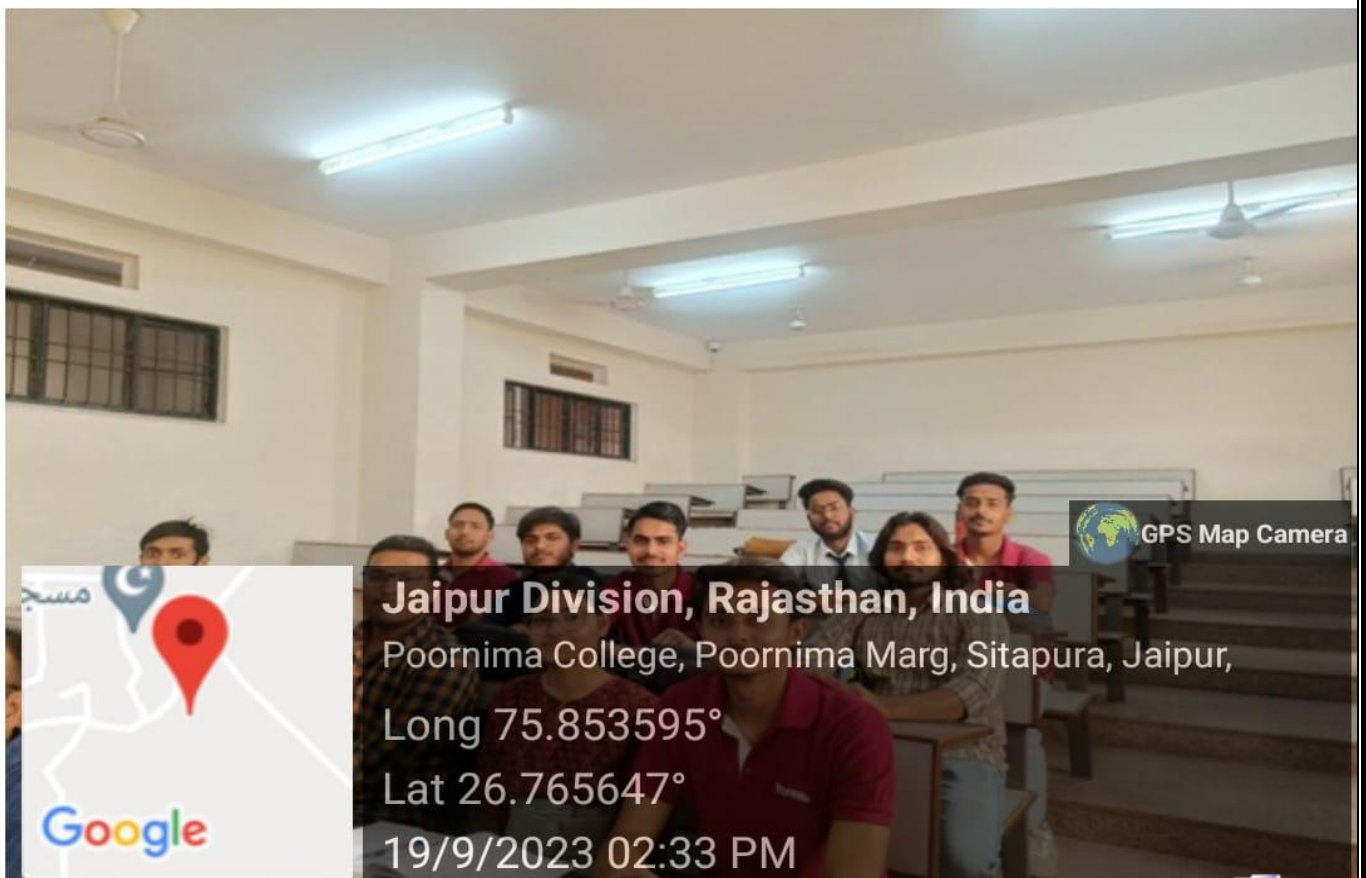 GPS Map Camera
مسجد
Jaipur Division, Rajasthan, India
Poornima College, Poornima Marg, Sitapura, Jaipur,
Long 75.853595°
Lat 26.765647°
19/9/2023 02:33 PM
Google